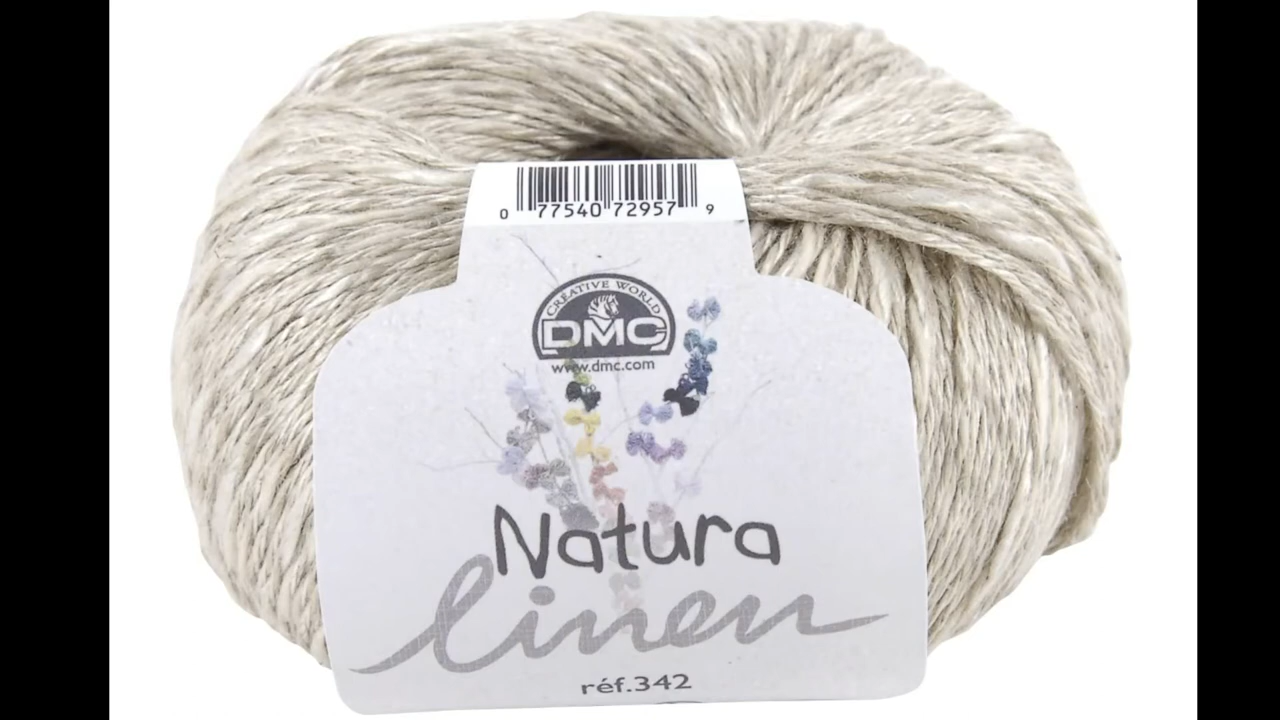 0 77540 72957 9
CREATIVE WORLD
DMC
www.dmc.com
Natura
linen
réf.342